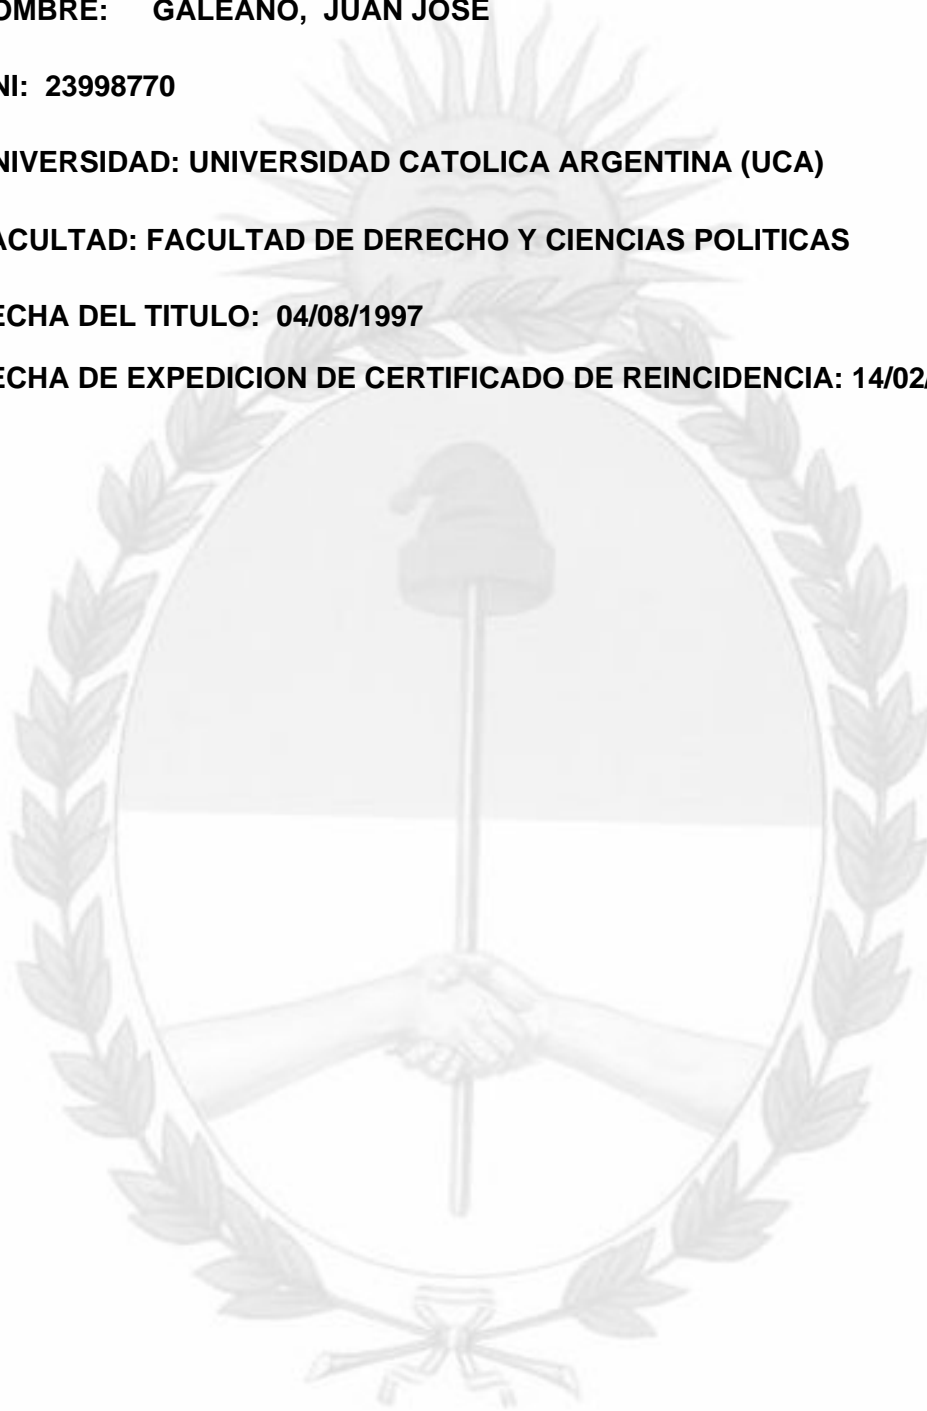 OMBRE: GALEANO, JUAN JOSE
NI: 23998770
NIVERSIDAD: UNIVERSIDAD CATOLICA ARGENTINA (UCA)
ACULTAD: FACULTAD DE DERECHO Y CIENCIAS POLITICAS
ECHA DEL TITULO: 04/08/1997
ECHA DE EXPEDICION DE CERTIFICADO DE REINCIDENCIA: 14/02/